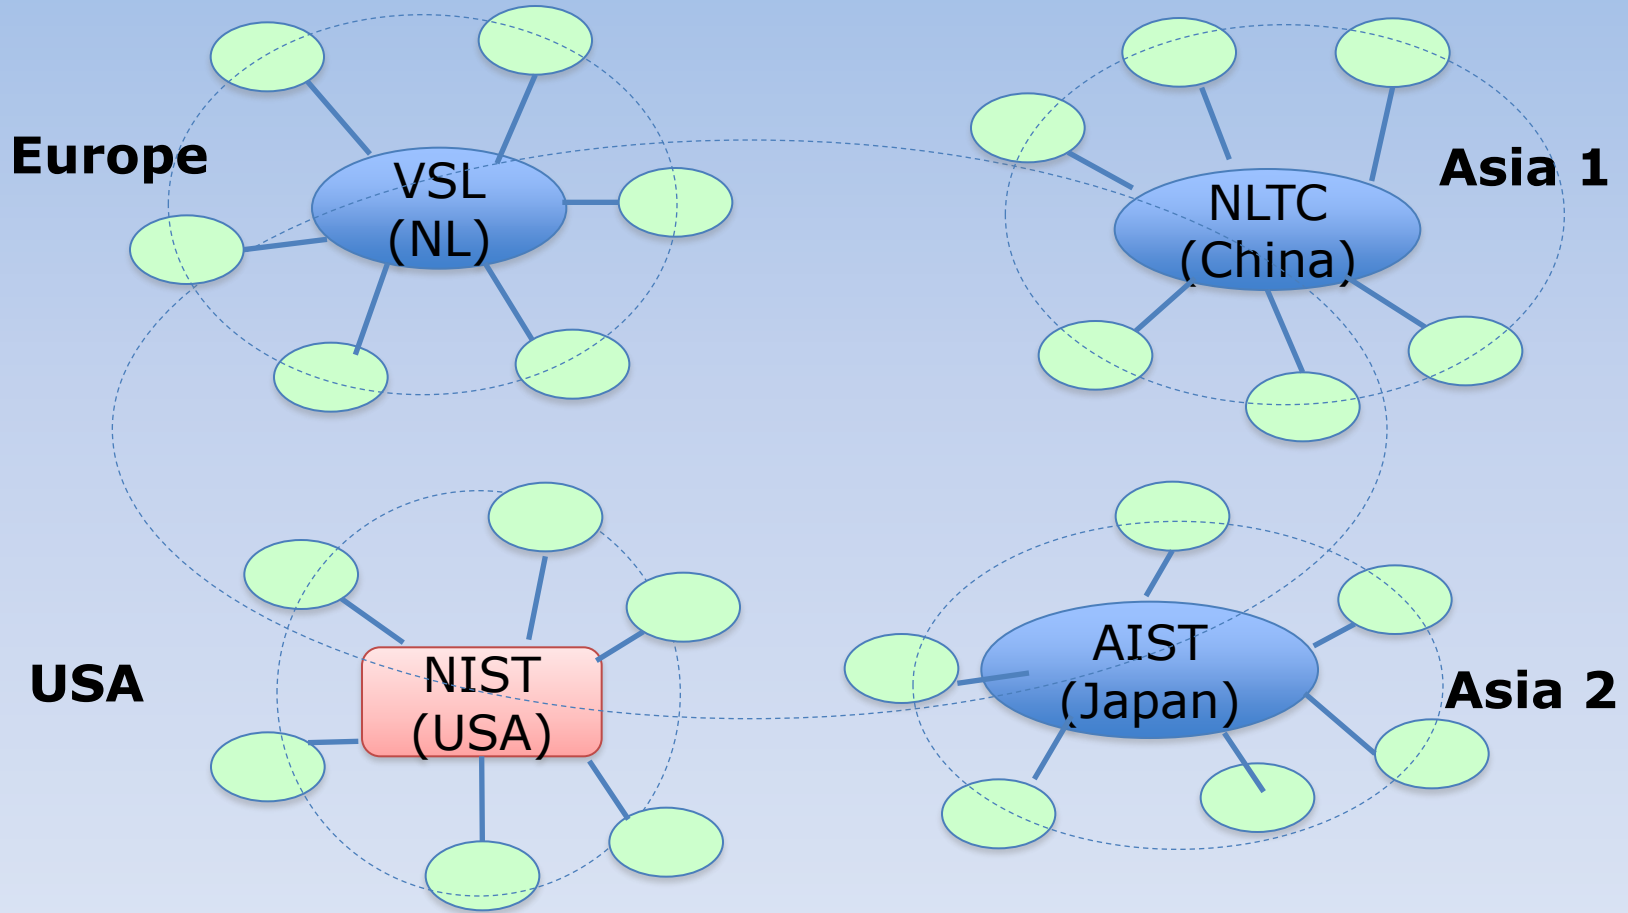 Europe
VSL
(NL)
NLTC
(China)
Asia 1
USA
NIST
(USA)
AIST
(Japan)
Asia 2